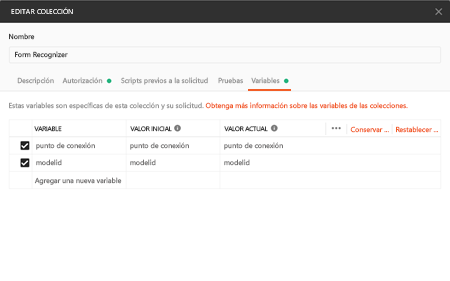 EDITAR COLECCIÓN
Nombre
Form Recognizer
Descripción Autorización Scripts previos a la solicitud Pruebas Variables
Estas variables son específicas de esta colección y su solicitud. Obtenga más información sobre las variables de las colecciones.
VARIABLE VALOR INICIAL VALOR ACTUAL Conservar ... Restablecer ...
punto de conexión punto de conexión punto de conexión
modelid modelid modelid
Agregar una nueva variable